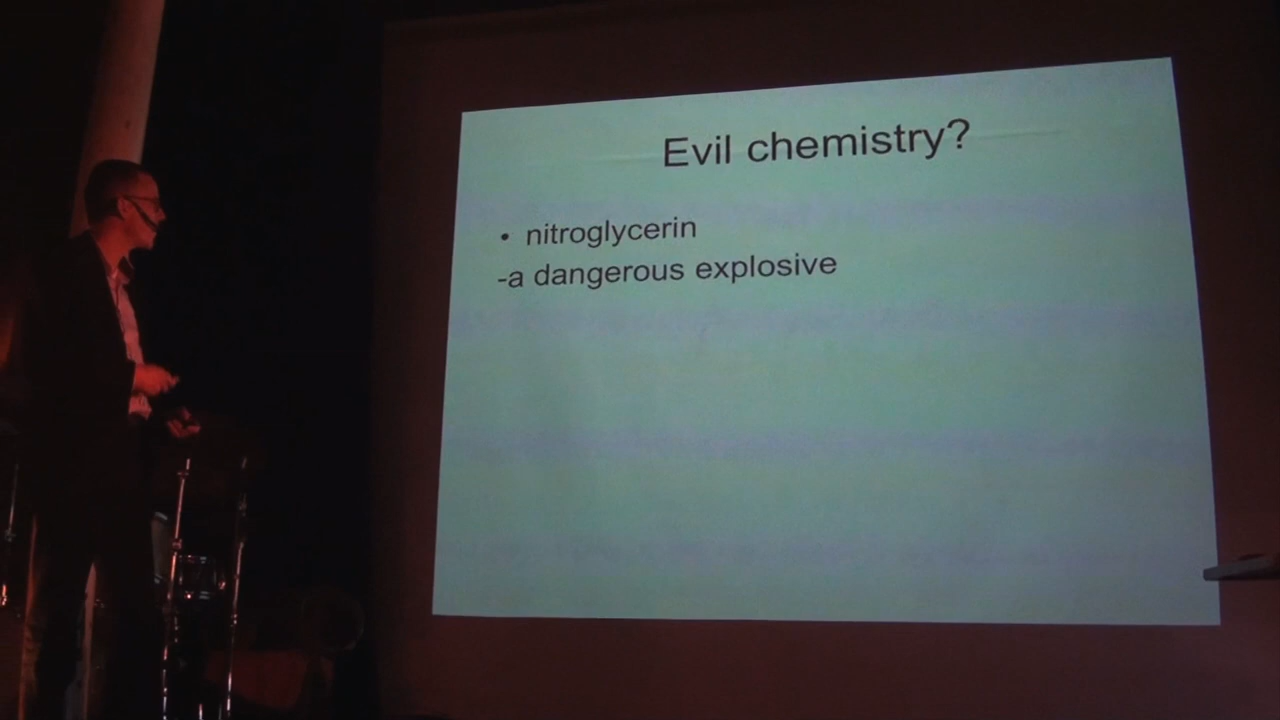 Evil chemistry?
• nitroglycerin
-a dangerous explosive